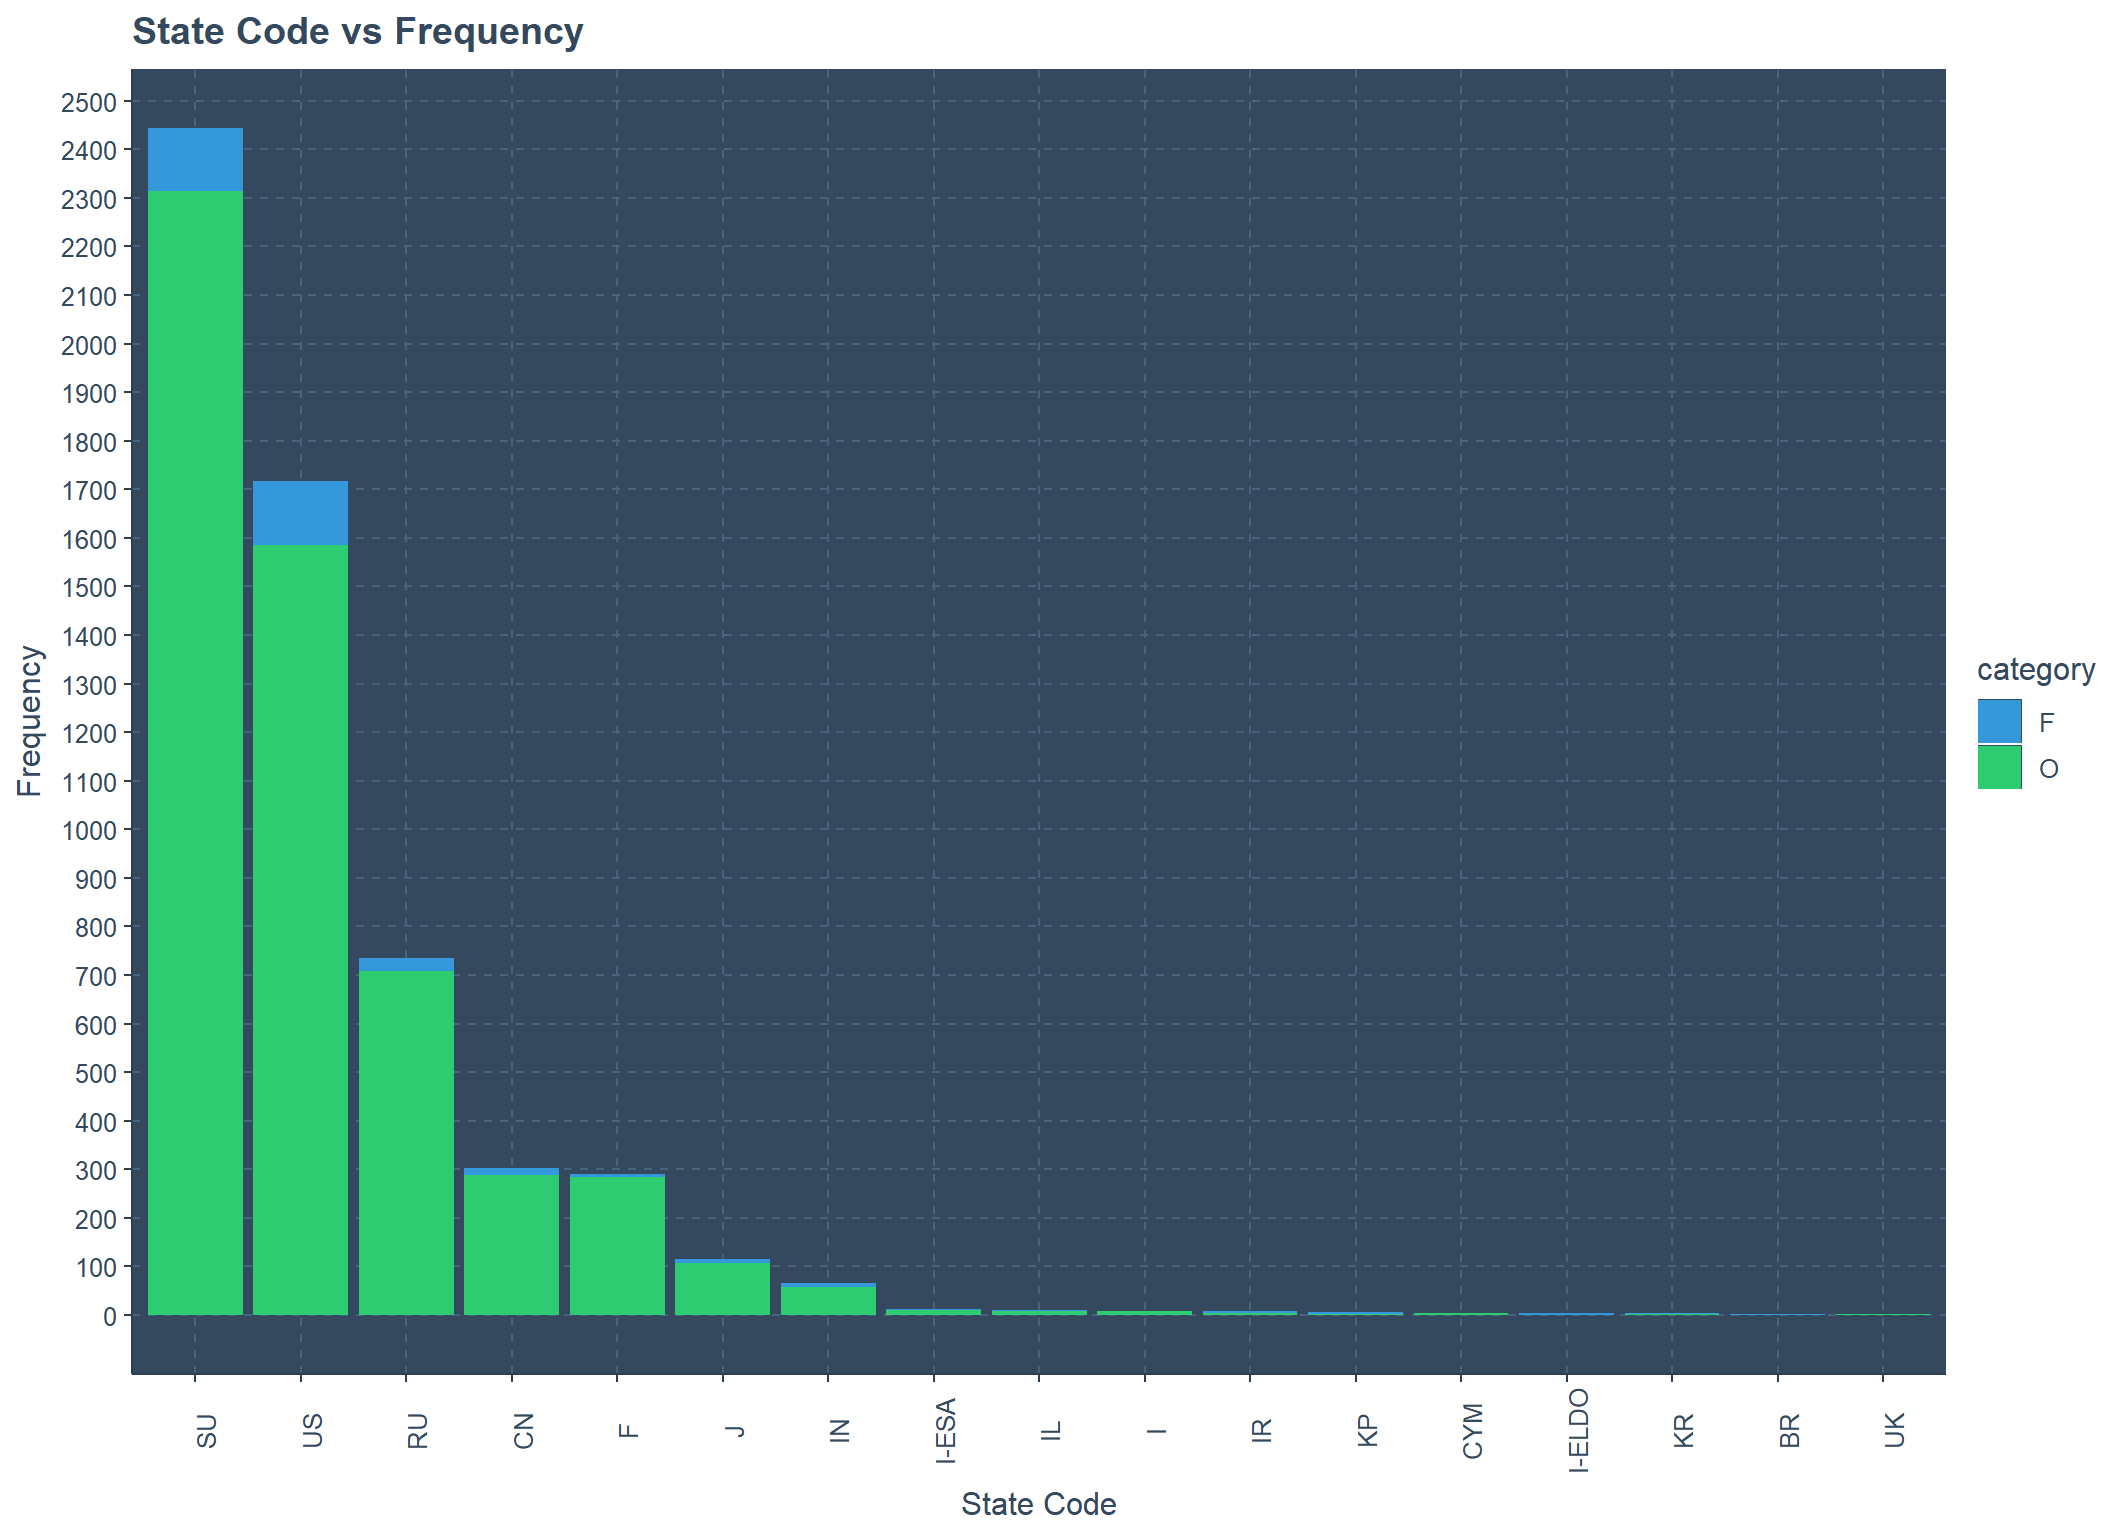 State Code vs Frequency
2500
2400
2300
2200
2100
2000
1900
1800
1700
1600
1500
1400
1300
1200
1100
1000
900
800
700
600
500
400
300
200
100
0
Frequency
SU
US
RU
CN
F
J
IN
I-ESA
IL
I
IR
KP
CYM
I-ELDO
KR
BR
UK
State Code
category
F
O